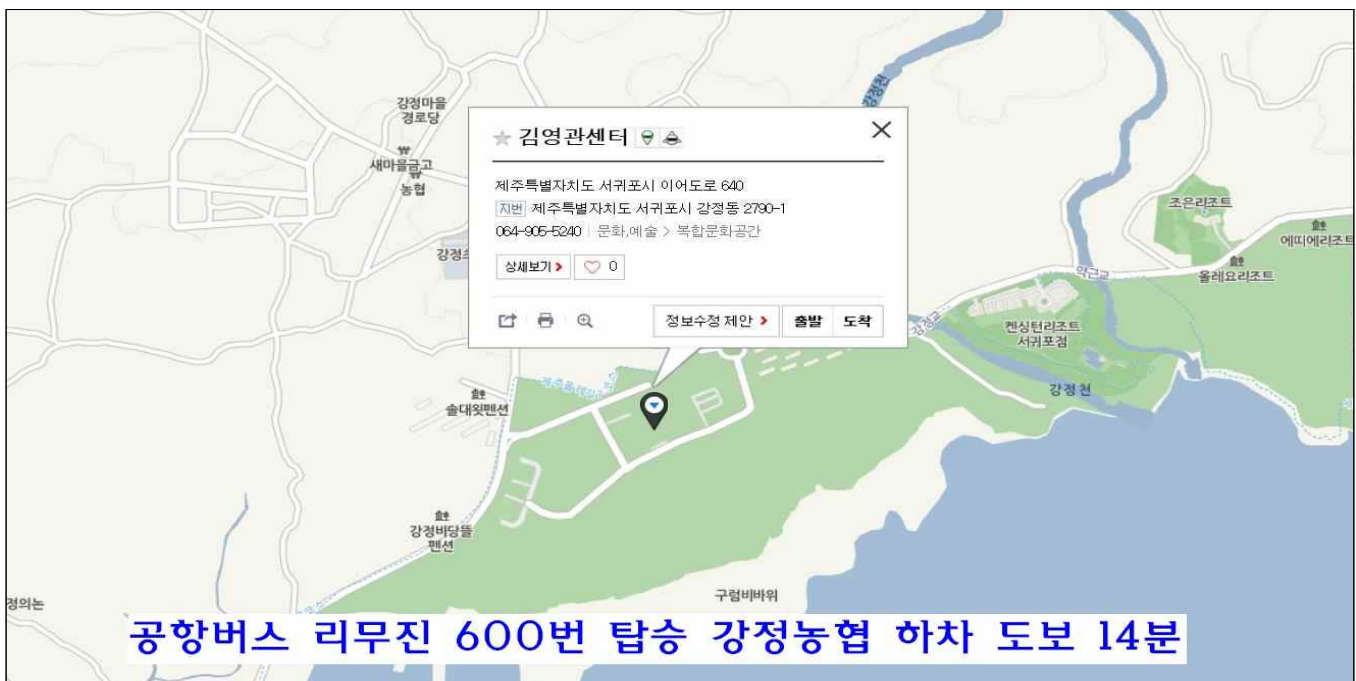 강정천
강정마을
경로당
새마을금고
농협
김영관센터
제주특별자치도 서귀포시 이어도로 640
지번 제주특별자치도 서귀포시 강정동 2790-1
064-905-5240 문화,예술 > 복합문화공간
상세보기 >
0
정보수정 제안 >
출발
도착
조은리조트
에띠에리조트
올레요리조트
악근교
강정교
켄싱턴리조트
서귀포점
강정천
솔대왓펜션
강정바당뜰
펜션
구럼비바위
정의논
공항버스 리무진 600번 탑승 강정농협 하차 도보 14분